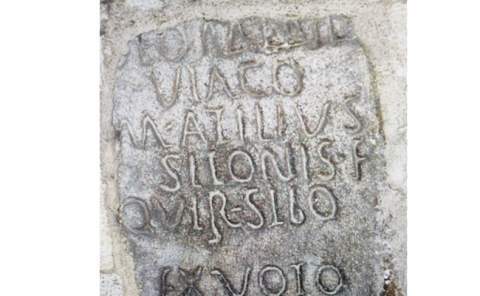 VIACO
M·ATILIVS
SILONIS·F
QVIR·SILO
EX VOTO